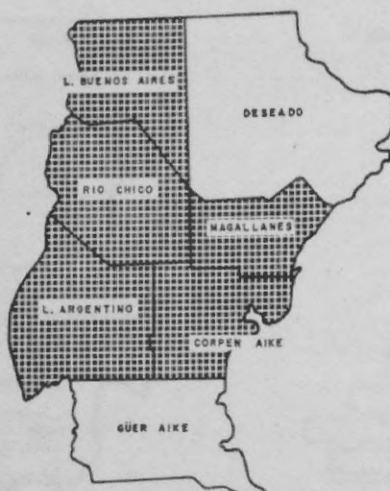 L. BUENOS AIRES
DESEADO
RIO CHICO
MAGALLANES
L. ARGENTINO
CORPEN AIKE
GÜER AIKE